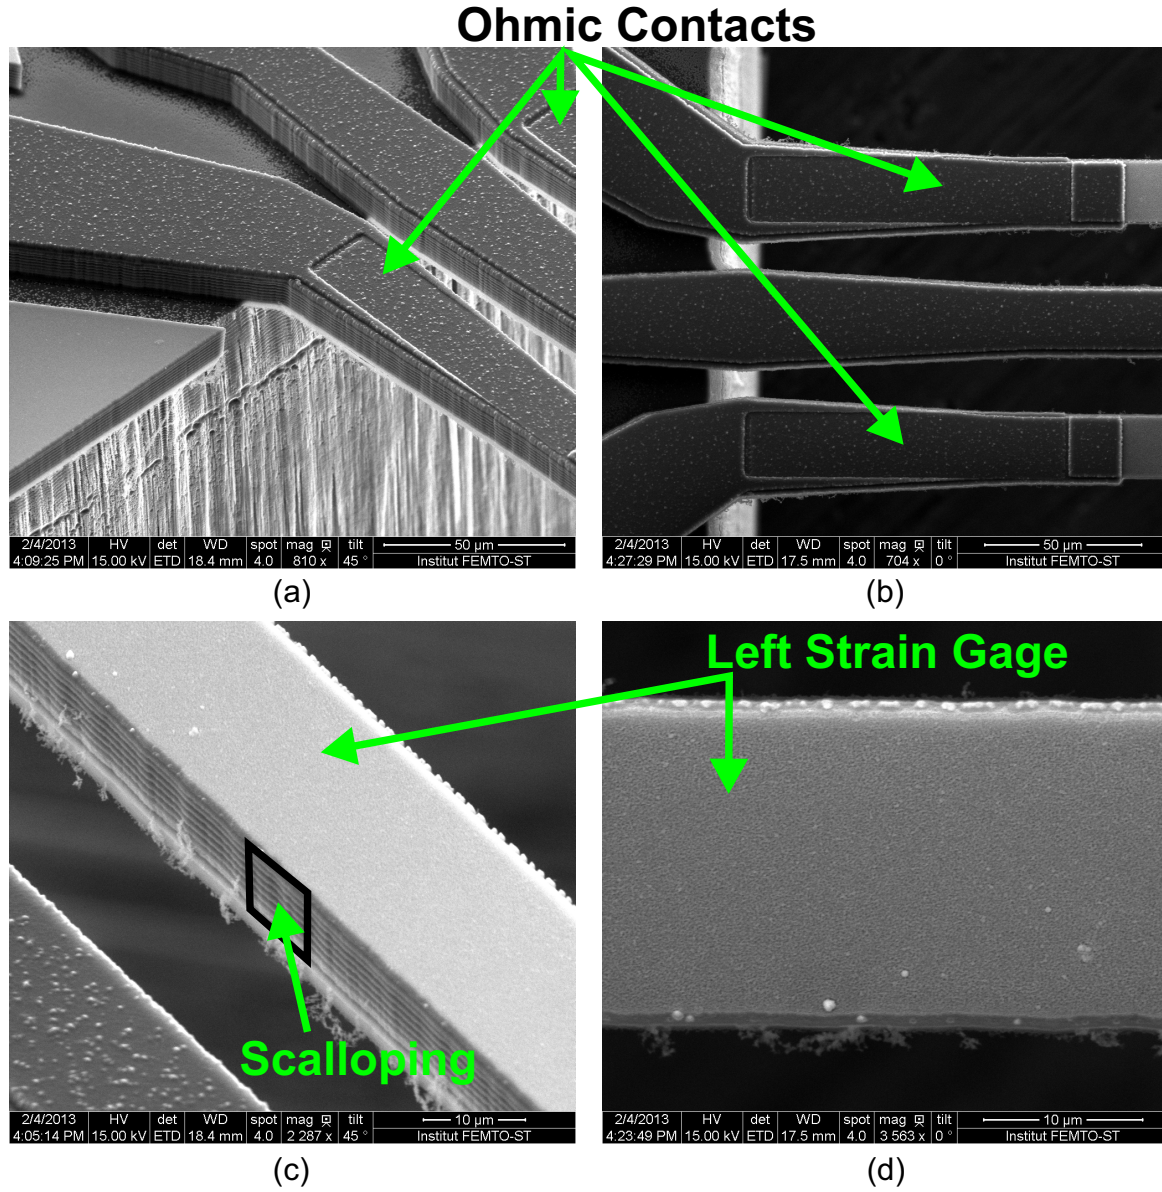 Ohmic Contacts
2/4/2013 HV det WD spot mag tilt 50 µm
4:09:25 PM 15.00 kV ETD 18.4 mm 4.0 810 x 45 ° Institut FEMTO-ST
2/4/2013 HV det WD spot mag tilt 50 µm
4:27:29 PM 15.00 kV ETD 17.5 mm 4.0 704 x 0 ° Institut FEMTO-ST
(a)
(b)
Left Strain Gage
Scalloping
2/4/2013 HV det WD spot mag tilt 10 µm
4:05:14 PM 15.00 kV ETD 18.4 mm 4.0 2 287 x 45 ° Institut FEMTO-ST
2/4/2013 HV det WD spot mag tilt 10 µm
4:23:49 PM 15.00 kV ETD 17.5 mm 4.0 3 563 x 0 ° Institut FEMTO-ST
(c)
(d)